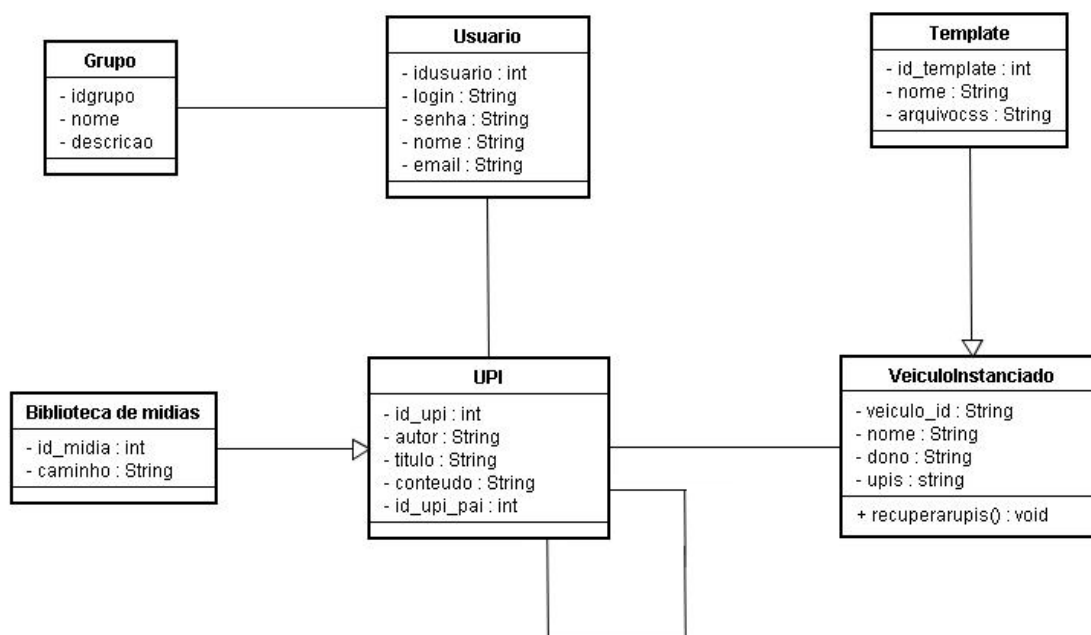 Grupo
- idgrupo
- nome
- descricao
Usuario
- idusuario : int
- login : String
- senha : String
- nome : String
- email : String
Template
- id_template : int
- nome : String
- arquivocss : String
Biblioteca de midias
- id_midia : int
- caminho : String
UPI
- id_upi : int
- autor : String
- titulo : String
- conteudo : String
- id_upi_pai : int
VeiculoInstanciado
- veiculo_id : String
- nome : String
- dono : String
- upis : string
+ recuperarupis() : void